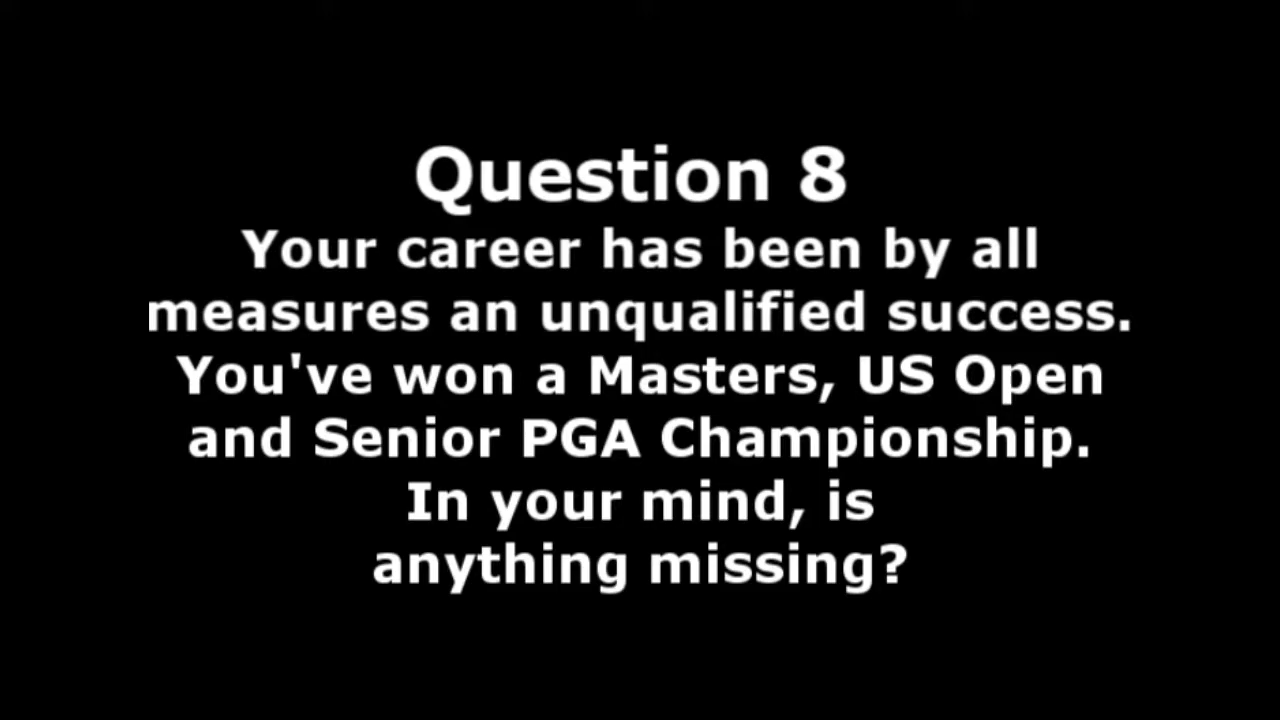 Question 8
Your career has been by all
measures an unqualified success.
You've won a Masters, US Open
and Senior PGA Championship.
In your mind, is
anything missing?